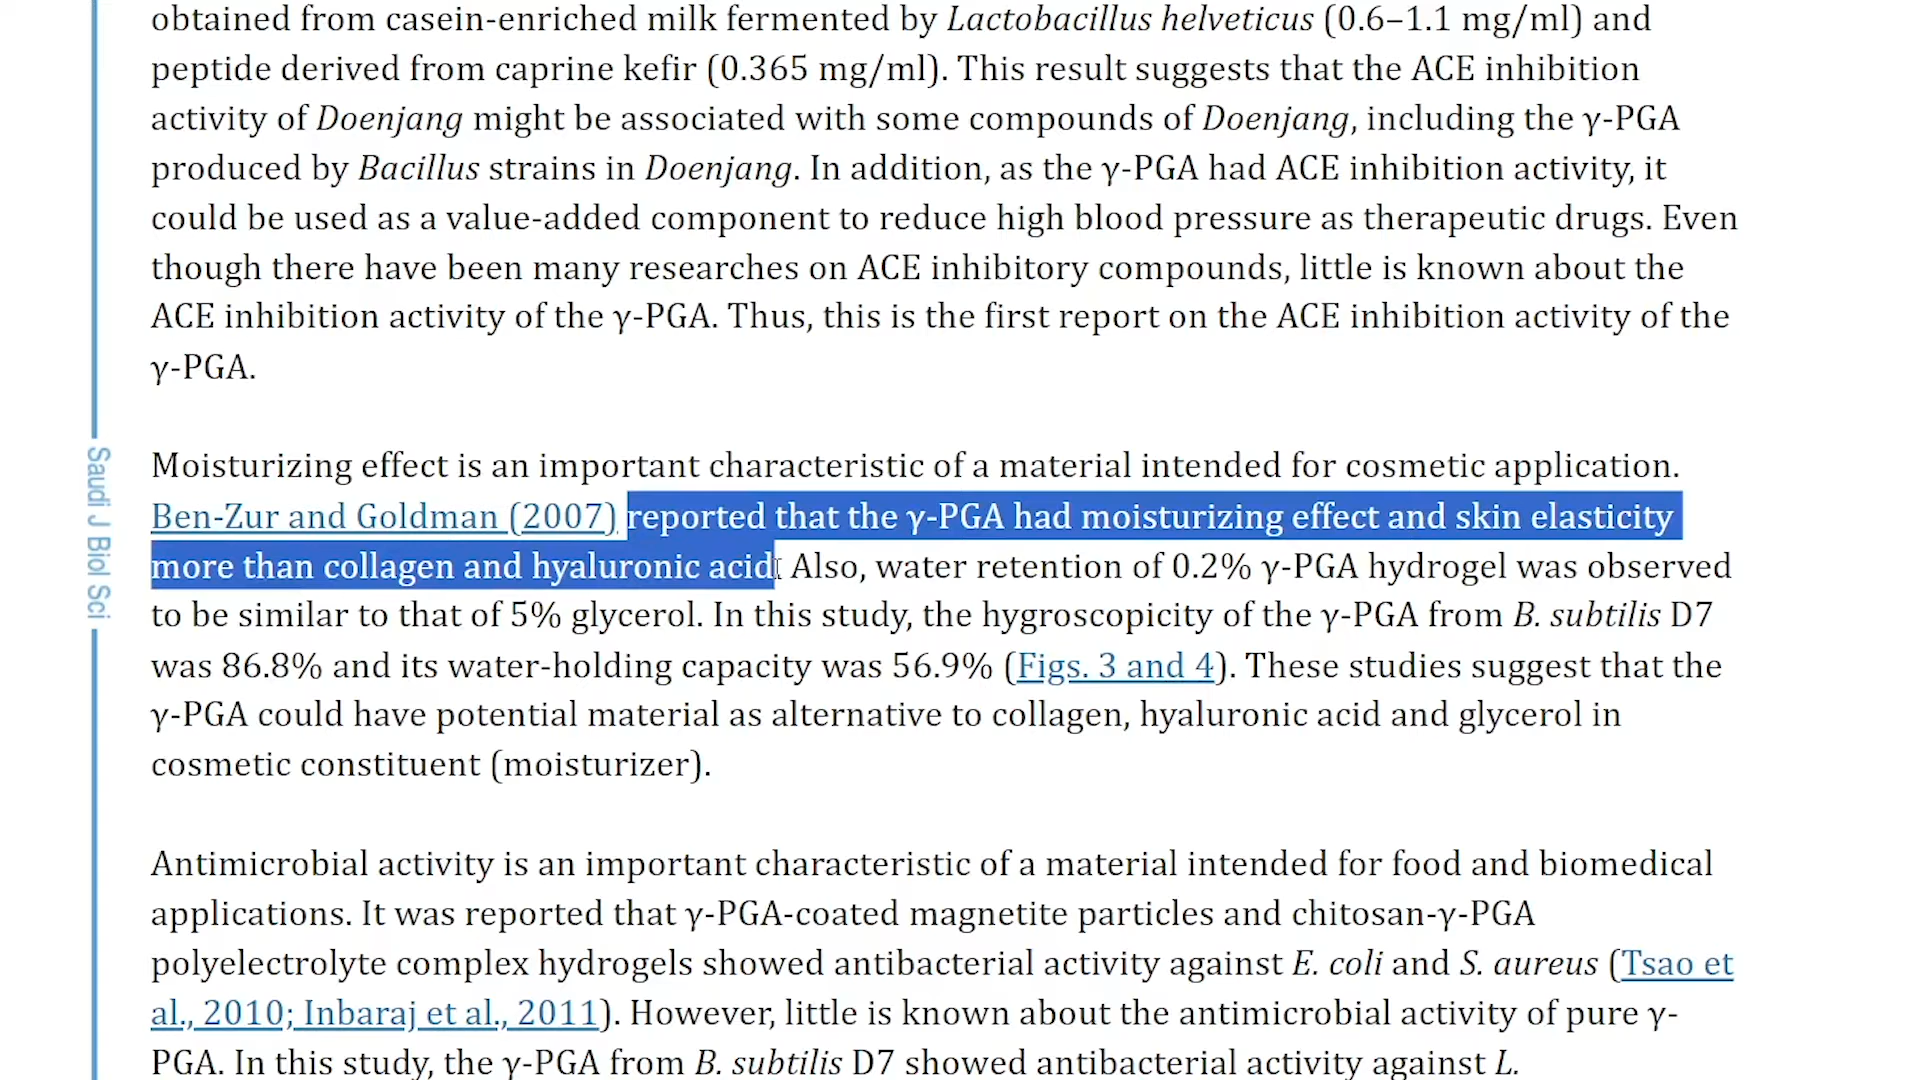 obtained from casein-enriched milk fermented by Lactobacillus helveticus (0.6–1.1 mg/ml) and
peptide derived from caprine kefir (0.365 mg/ml). This result suggests that the ACE inhibition
activity of Doenjang might be associated with some compounds of Doenjang, including the γ-PGA
produced by Bacillus strains in Doenjang. In addition, as the γ-PGA had ACE inhibition activity, it
could be used as a value-added component to reduce high blood pressure as therapeutic drugs. Even
though there have been many researches on ACE inhibitory compounds, little is known about the
ACE inhibition activity of the γ-PGA. Thus, this is the first report on the ACE inhibition activity of the
γ-PGA.
Saudi J Biol Sci
Moisturizing effect is an important characteristic of a material intended for cosmetic application.
Ben-Zur and Goldman (2007) reported that the γ-PGA had moisturizing effect and skin elasticity
more than collagen and hyaluronic acid. Also, water retention of 0.2% γ-PGA hydrogel was observed
to be similar to that of 5% glycerol. In this study, the hygroscopicity of the γ-PGA from B. subtilis D7
was 86.8% and its water-holding capacity was 56.9% (Figs. 3 and 4). These studies suggest that the
γ-PGA could have potential material as alternative to collagen, hyaluronic acid and glycerol in
cosmetic constituent (moisturizer).
Antimicrobial activity is an important characteristic of a material intended for food and biomedical
applications. It was reported that γ-PGA-coated magnetite particles and chitosan-γ-PGA
polyelectrolyte complex hydrogels showed antibacterial activity against E. coli and S. aureus (Tsao et
al., 2010; Inbaraj et al., 2011). However, little is known about the antimicrobial activity of pure γ-
PGA. In this study, the γ-PGA from B. subtilis D7 showed antibacterial activity against L.